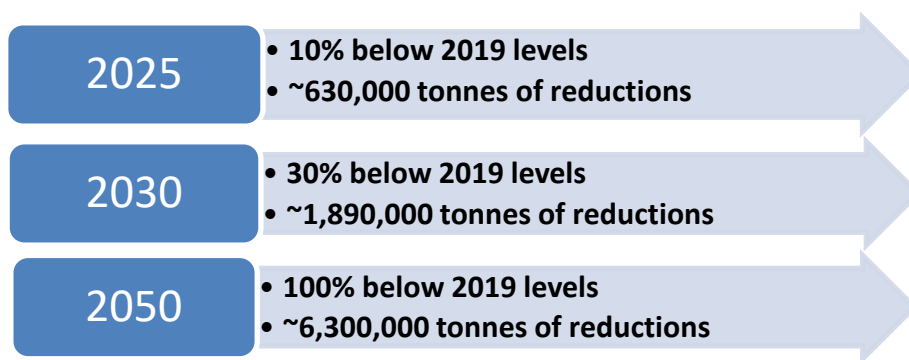 2025
• 10% below 2019 levels
• ~630,000 tonnes of reductions
2030
• 30% below 2019 levels
• ~1,890,000 tonnes of reductions
2050
• 100% below 2019 levels
• ~6,300,000 tonnes of reductions